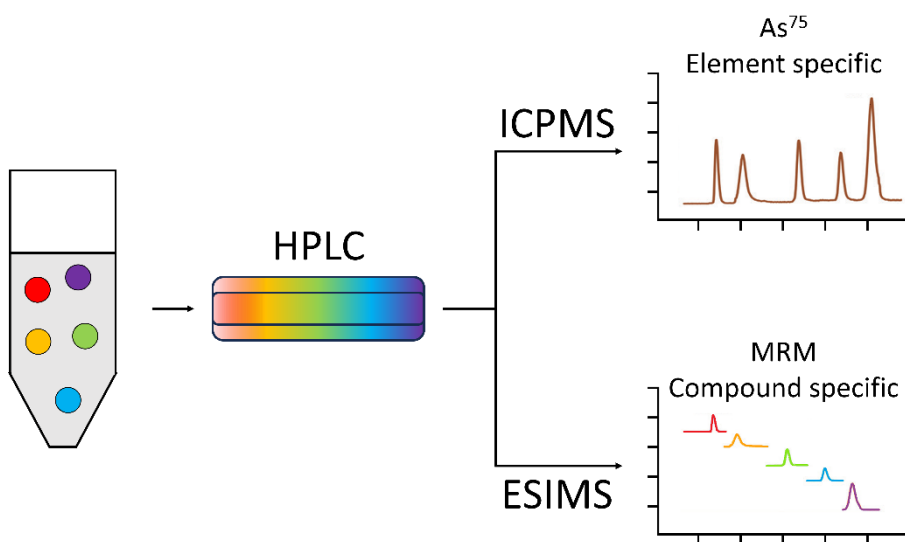 As⁷⁵
Element specific
ICPMS
HPLC
MRM
Compound specific
ESIMS